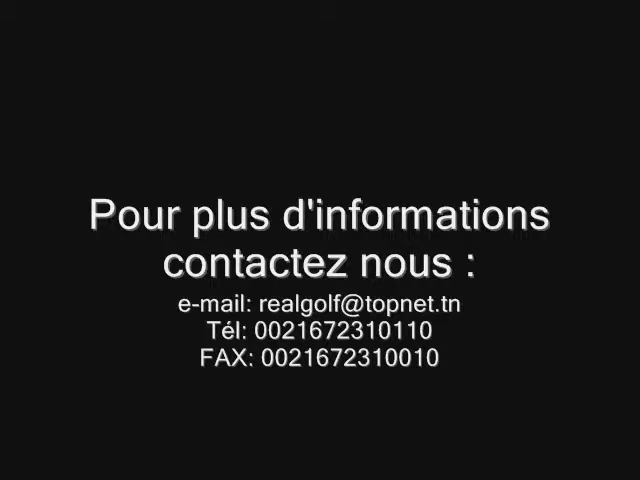 Pour plus d'informations
contactez nous :
e-mail: realgolf@topnet.tn
Tél: 0021672310110
FAX: 0021672310010